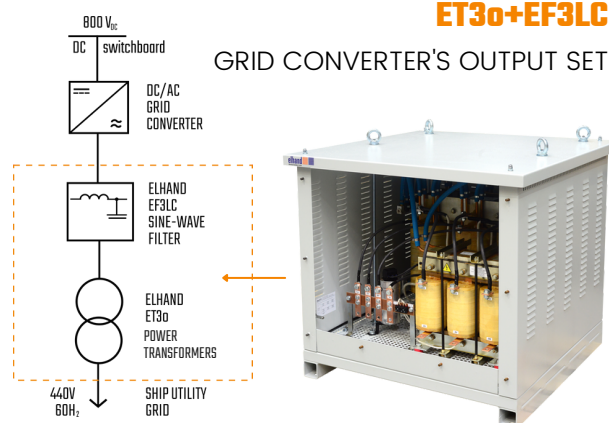 ET3o+EF3LC
GRID CONVERTER'S OUTPUT SET
800 VDC
DC switchboard
DC/AC
GRID
CONVERTER
ELHAND
EF3LC
SINE-WAVE
FILTER
ELHAND
ET3o
POWER
TRANSFORMERS
440V
60Hz
SHIP UTILITY
GRID
elhand